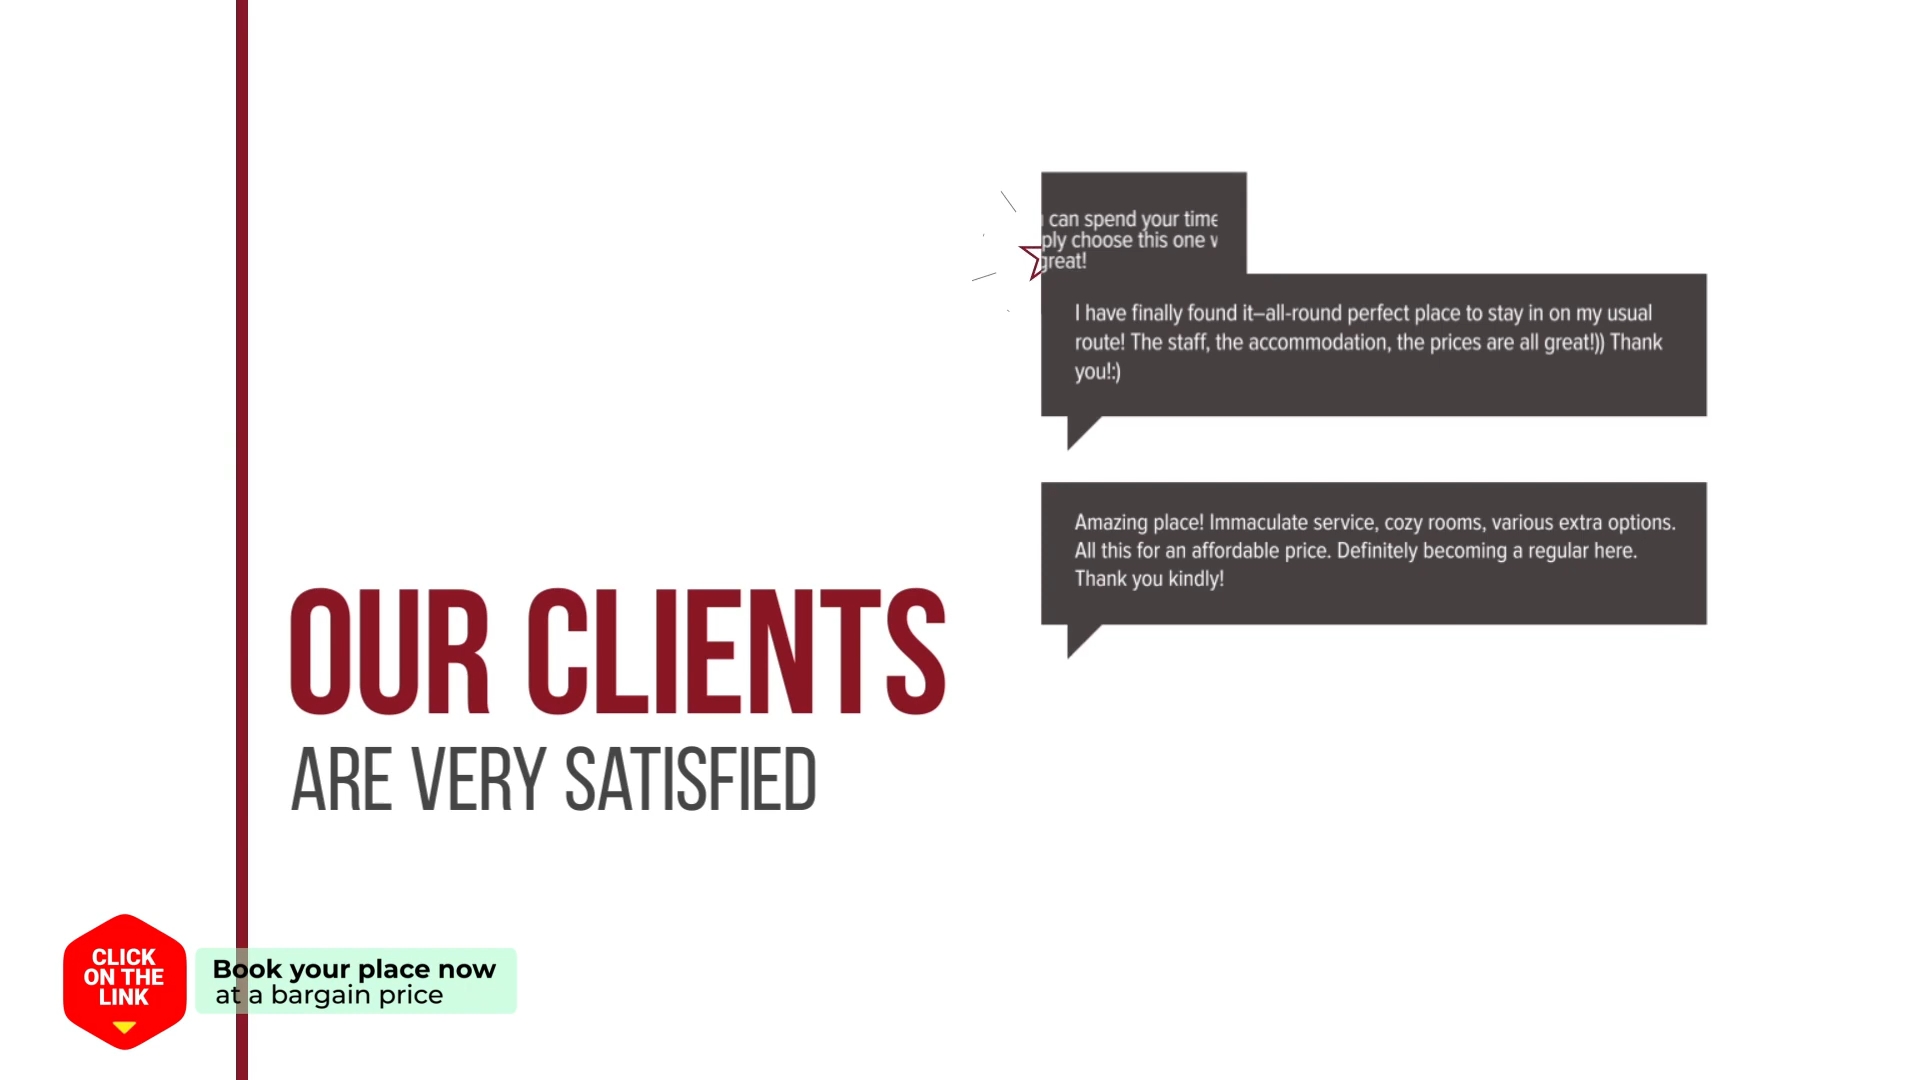 can spend your time
choose this one
great!
I have finally found it–all-round perfect place to stay in on my usual
route! The staff, the accommodation, the prices are all great!)) Thank
you!:)
Amazing place! Immaculate service, cozy rooms, various extra options.
All this for an affordable price. Definitely becoming a regular here.
Thank you kindly!
OUR CLIENTS
ARE VERY SATISFIED
CLICK
ON THE
LINK
Book your place now
at a bargain price